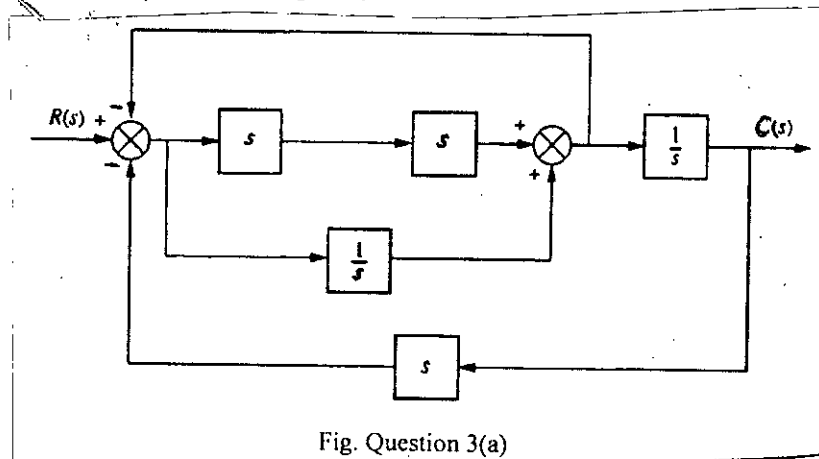 −
R(s) +
C(s)
s
s
+
1/s
−
+
1/s
s
Fig. Question 3(a)